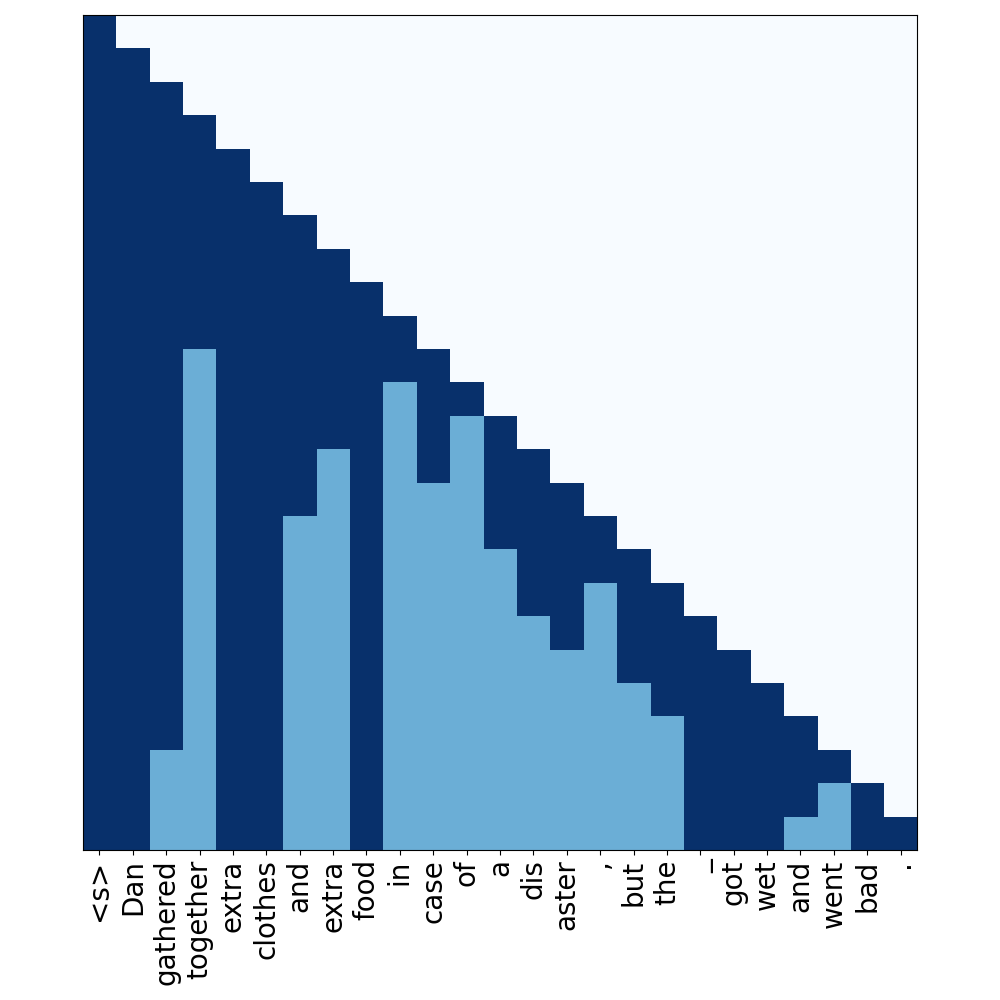 <s> Dan gathered together extra clothes and extra food in case of a dis aster , but the _ got wet and went bad .